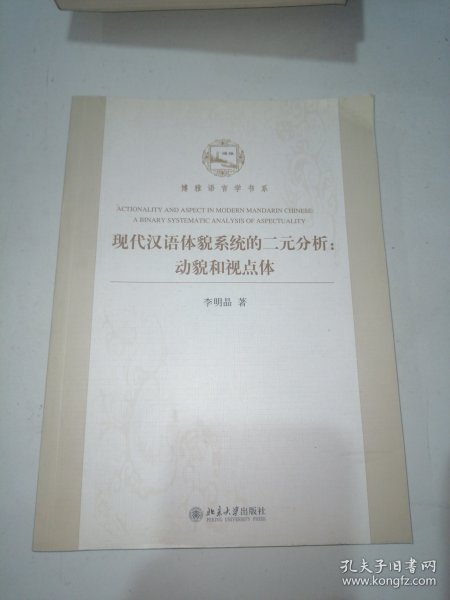 博雅语言学书系
ACTIONALITY AND ASPECT IN MODERN MANDARIN CHINESE:
A BINARY SYSTEMATIC ANALYSIS OF ASPECTUALITY
现代汉语体貌系统的二元分析：
动貌和视点体
李明晶 著
北京大学出版社
PEKING UNIVERSITY PRESS
孔夫子旧书网
www.kongfz.com